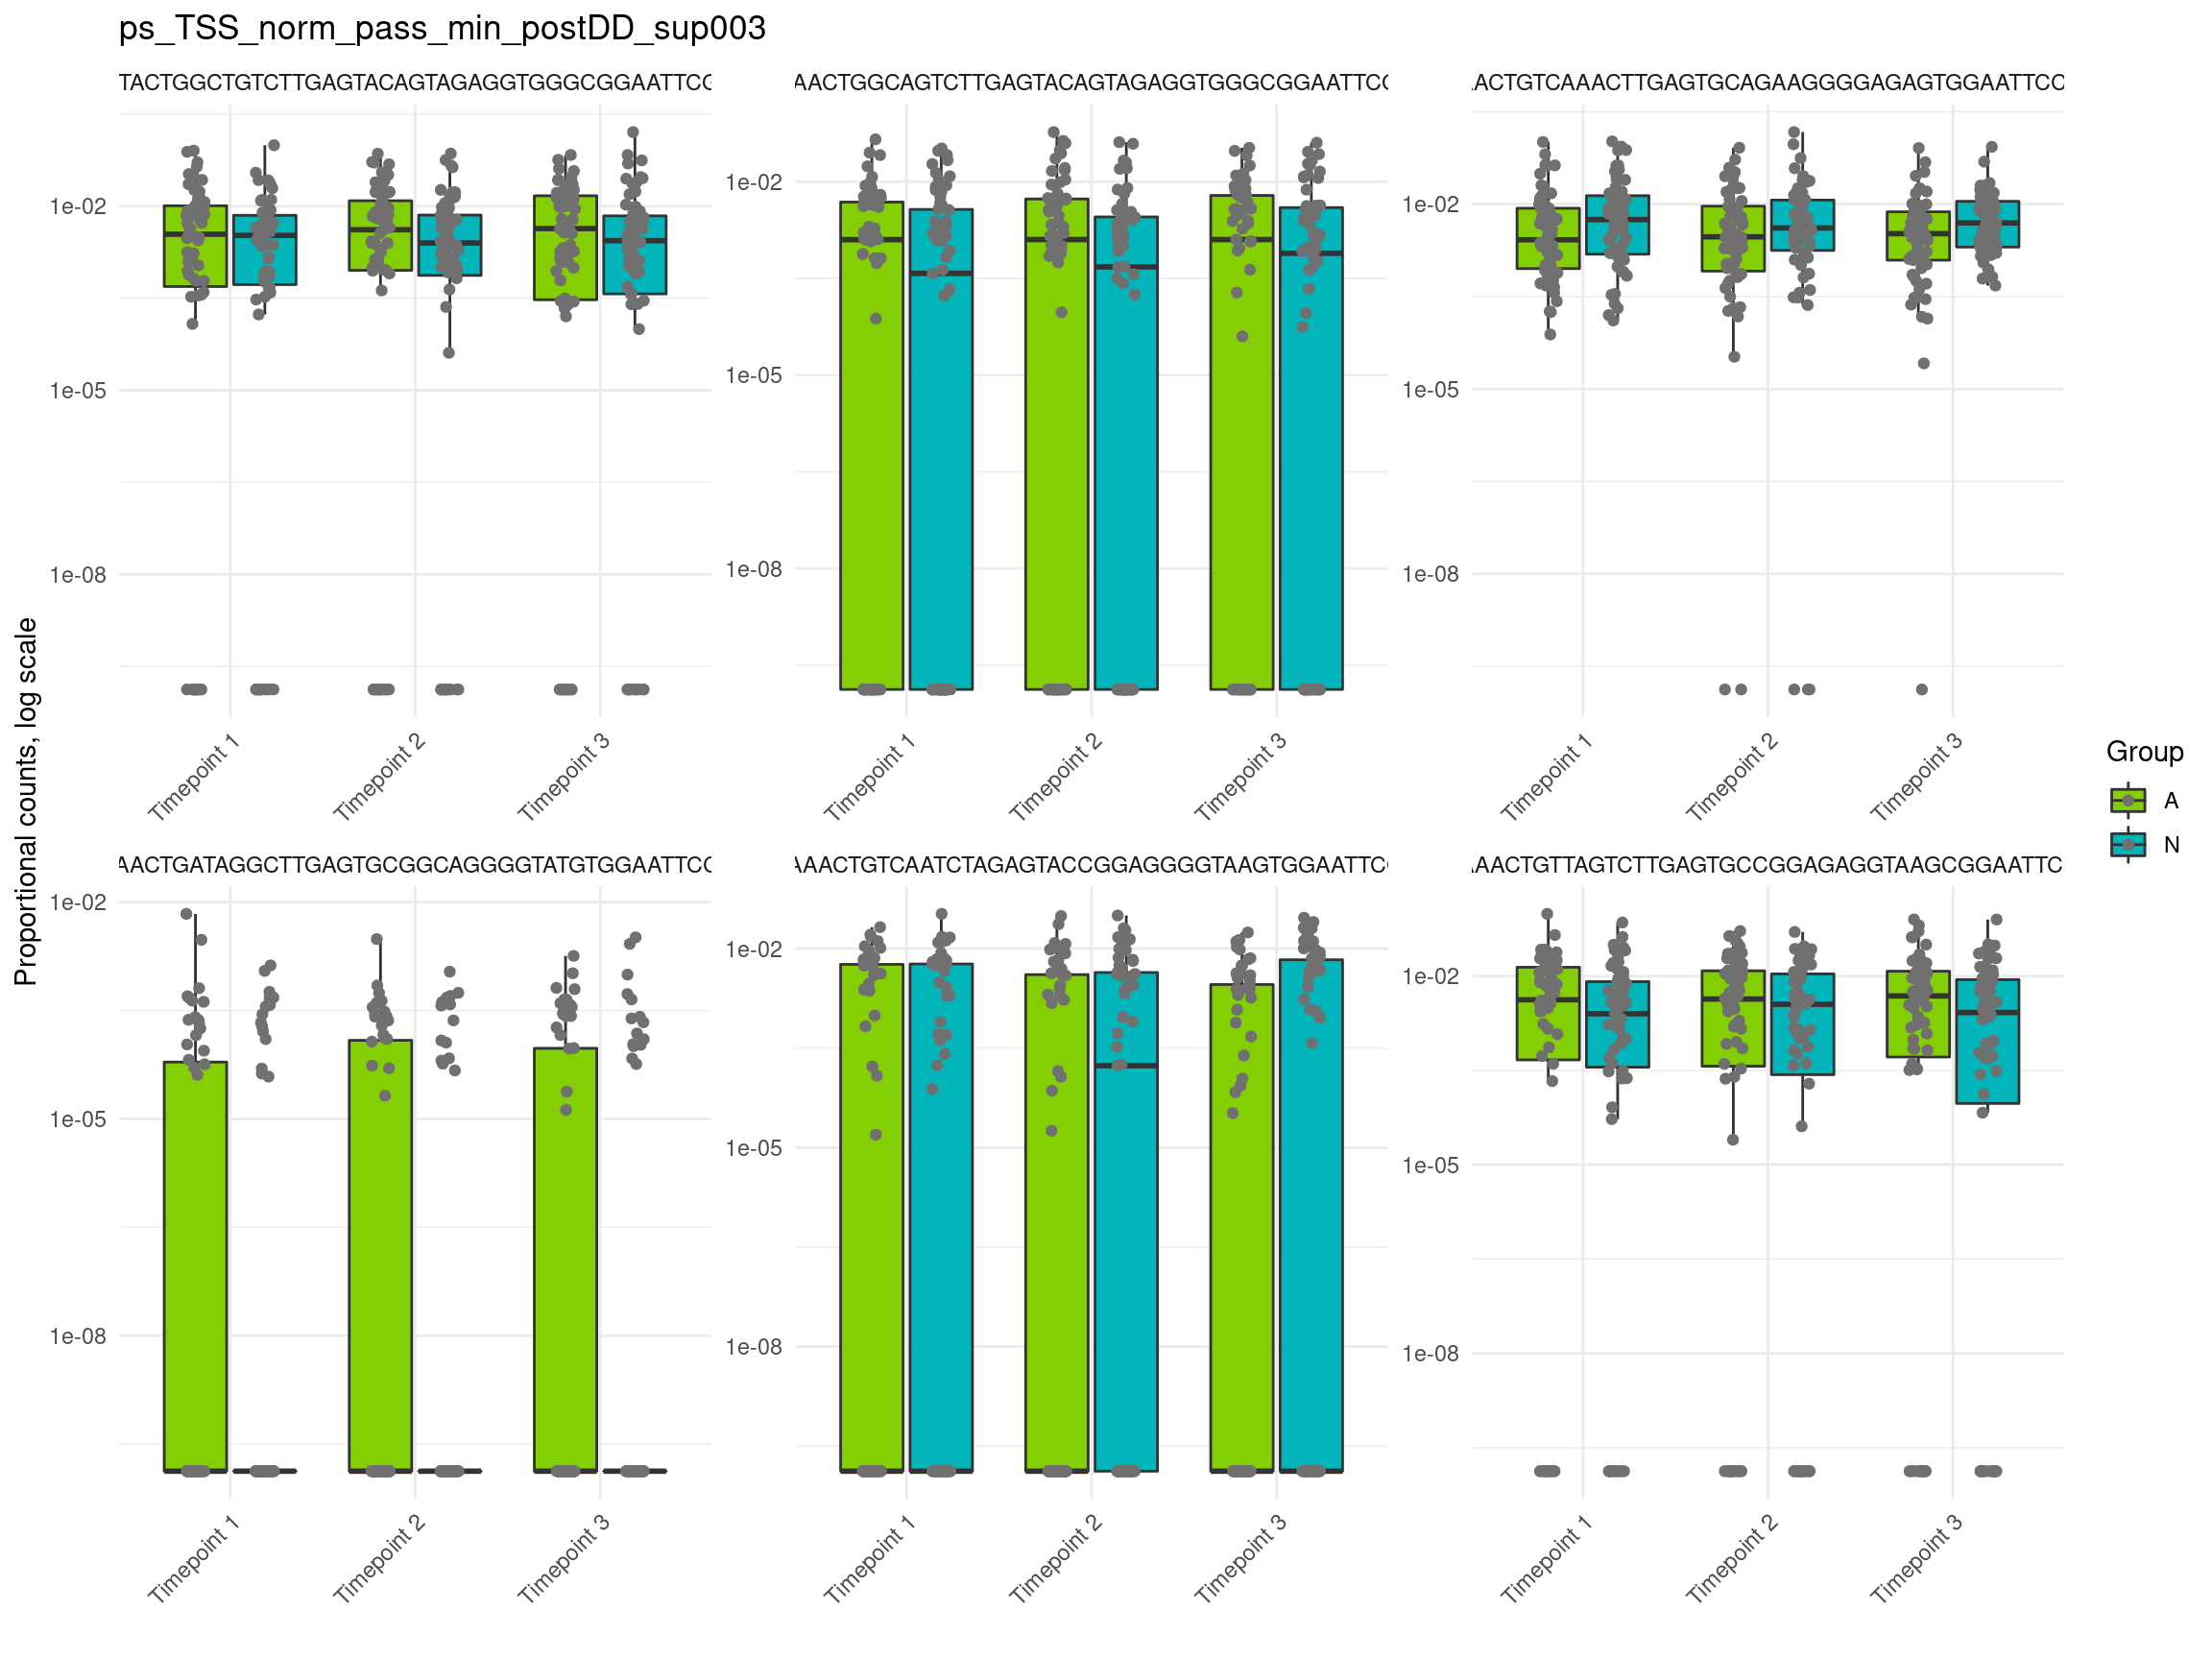 ps_TSS_norm_pass_min_postDD_sup003
TACTGGCTGTCTTGAGTACAGTAGAGGTGGGCGGAATTCG
AACTGGCAGTCTTGAGTACAGTAGAGGTGGGCGGAATTCC
ACTGTCAAACTTGAGTGCAGAAGGGGAGAGTGGAATTCC
1e-02
1e-05
1e-08
1e-02
1e-05
1e-08
1e-02
1e-05
1e-08
Timepoint 1
Timepoint 2
Timepoint 3
Timepoint 1
Timepoint 2
Timepoint 3
Timepoint 1
Timepoint 2
Timepoint 3
Proportional counts, log scale
Group
A
N
AACTGATAGGCTTGAGTGCGGCAGGGGTATGTGGAATTCC
AAACTGTCAATCTAGAGTACCGGAGGGGTAAGTGGAATTCC
AAACTGTTAGTCTTGAGTGCCGGAGAGGTAAGCGGAATTC
1e-02
1e-05
1e-08
1e-02
1e-05
1e-08
1e-02
1e-05
1e-08
Timepoint 1
Timepoint 2
Timepoint 3
Timepoint 1
Timepoint 2
Timepoint 3
Timepoint 1
Timepoint 2
Timepoint 3